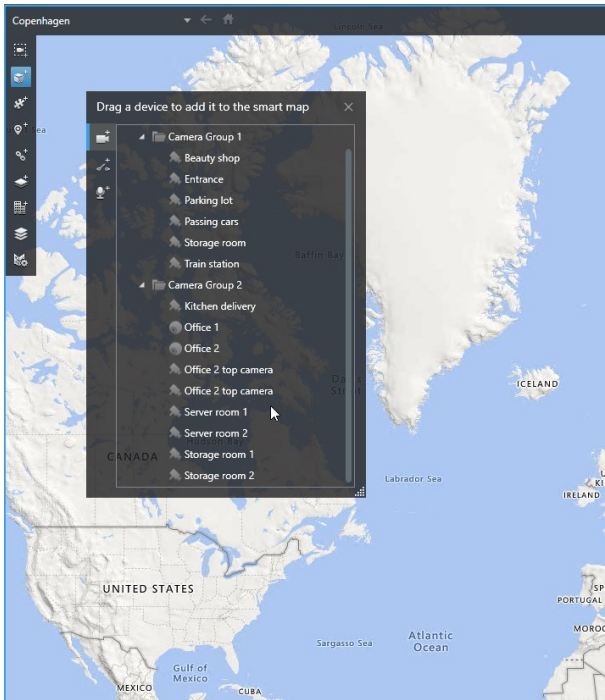 Copenhagen
Lincoln Sea
Sea
Drag a device to add it to the smart map
Camera Group 1
Beauty shop
Entrance
Parking lot
Passing cars
Storage room
Train station
Baffin Bay
Camera Group 2
Kitchen delivery
Office 1
Office 2
Office 2 top camera
Office 2 top camera
Server room 1
Server room 2
Storage room 1
Storage room 2
ICELAND
Hudson Bay
CANADA
Labrador Sea
IRELAND
UNITED STATES
PORTUGAL
Atlantic
Ocean
Sargasso Sea
Gulf of
Mexico
MEXICO
CUBA